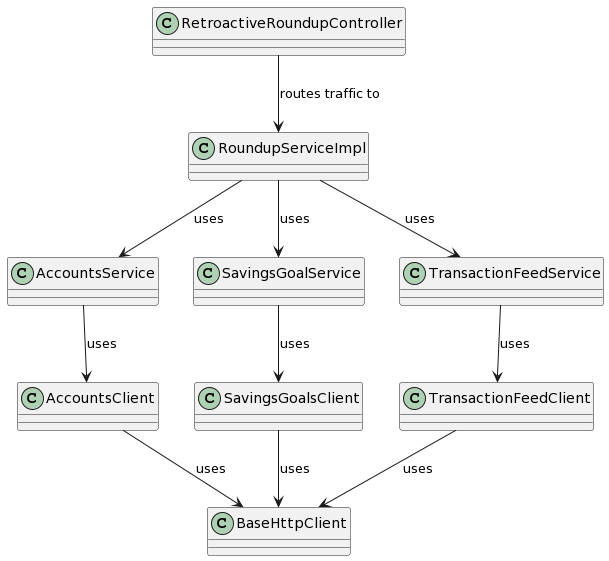 C RetroactiveRoundupController
routes traffic to
C RoundupServiceImpl
uses uses uses
C AccountsService C SavingsGoalService C TransactionFeedService
uses uses uses
C AccountsClient C SavingsGoalsClient C TransactionFeedClient
uses uses uses
C BaseHttpClient